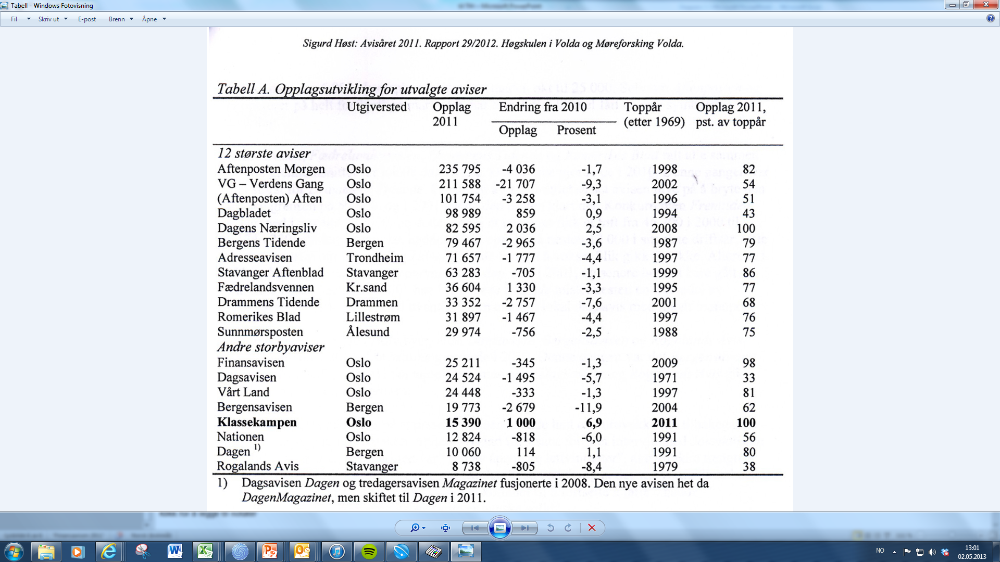 Tabell - Windows Fotovisning
Fil Skriv ut E-post Brenn Åpne
Sigurd Høst: Avisåret 2011. Rapport 29/2012. Høgskulen i Volda og Møreforsking Volda.
Tabell A. Opplagsutvikling for utvalgte aviser
Utgiversted Opplag Endring fra 2010 Toppår Opplag 2011,
2011 (etter 1969) pst. av toppår
Opplag Prosent
12 største aviser
Aftenposten Morgen Oslo 235 795 -4 036 -1,7 1998 82
VG – Verdens Gang Oslo 211 588 -21 707 -9,3 2002 54
(Aftenposten) Aften Oslo 101 754 -3 258 -3,1 1996 51
Dagbladet Oslo 98 989 859 0,9 1994 43
Dagens Næringsliv Oslo 82 595 2 036 2,5 2008 100
Bergens Tidende Bergen 79 467 -2 965 -3,6 1987 79
Adresseavisen Trondheim 71 657 -1 777 -4,4 1997 77
Stavanger Aftenblad Stavanger 63 283 -705 -1,1 1999 86
Fædrelandsvennen Kr.sand 36 604 1 330 -3,3 1995 77
Drammens Tidende Drammen 33 352 -2 757 -7,6 2001 68
Romerikes Blad Lillestrøm 31 897 -1 467 -4,4 1997 76
Sunnmørsposten Ålesund 29 974 -756 -2,5 1988 75
Andre storbyaviser
Finansavisen Oslo 25 211 -345 -1,3 2009 98
Dagsavisen Oslo 24 524 -1 495 -5,7 1971 33
Vårt Land Oslo 24 448 -333 -1,3 1997 81
Bergensavisen Bergen 19 773 -2 679 -11,9 2004 62
Klassekampen Oslo 15 390 1 000 6,9 2011 100
Nationen Oslo 12 824 -818 -6,0 1991 56
Dagen 1) Bergen 10 060 114 1,1 1991 80
Rogalands Avis Stavanger 8 738 -805 -8,4 1979 38
1) Dagsavisen Dagen og tredagersavisen Magazinet fusjonerte i 2008. Den nye avisen het da
DagenMagazinet, men skiftet til Dagen i 2011.
NO 13:01
02.05.2013